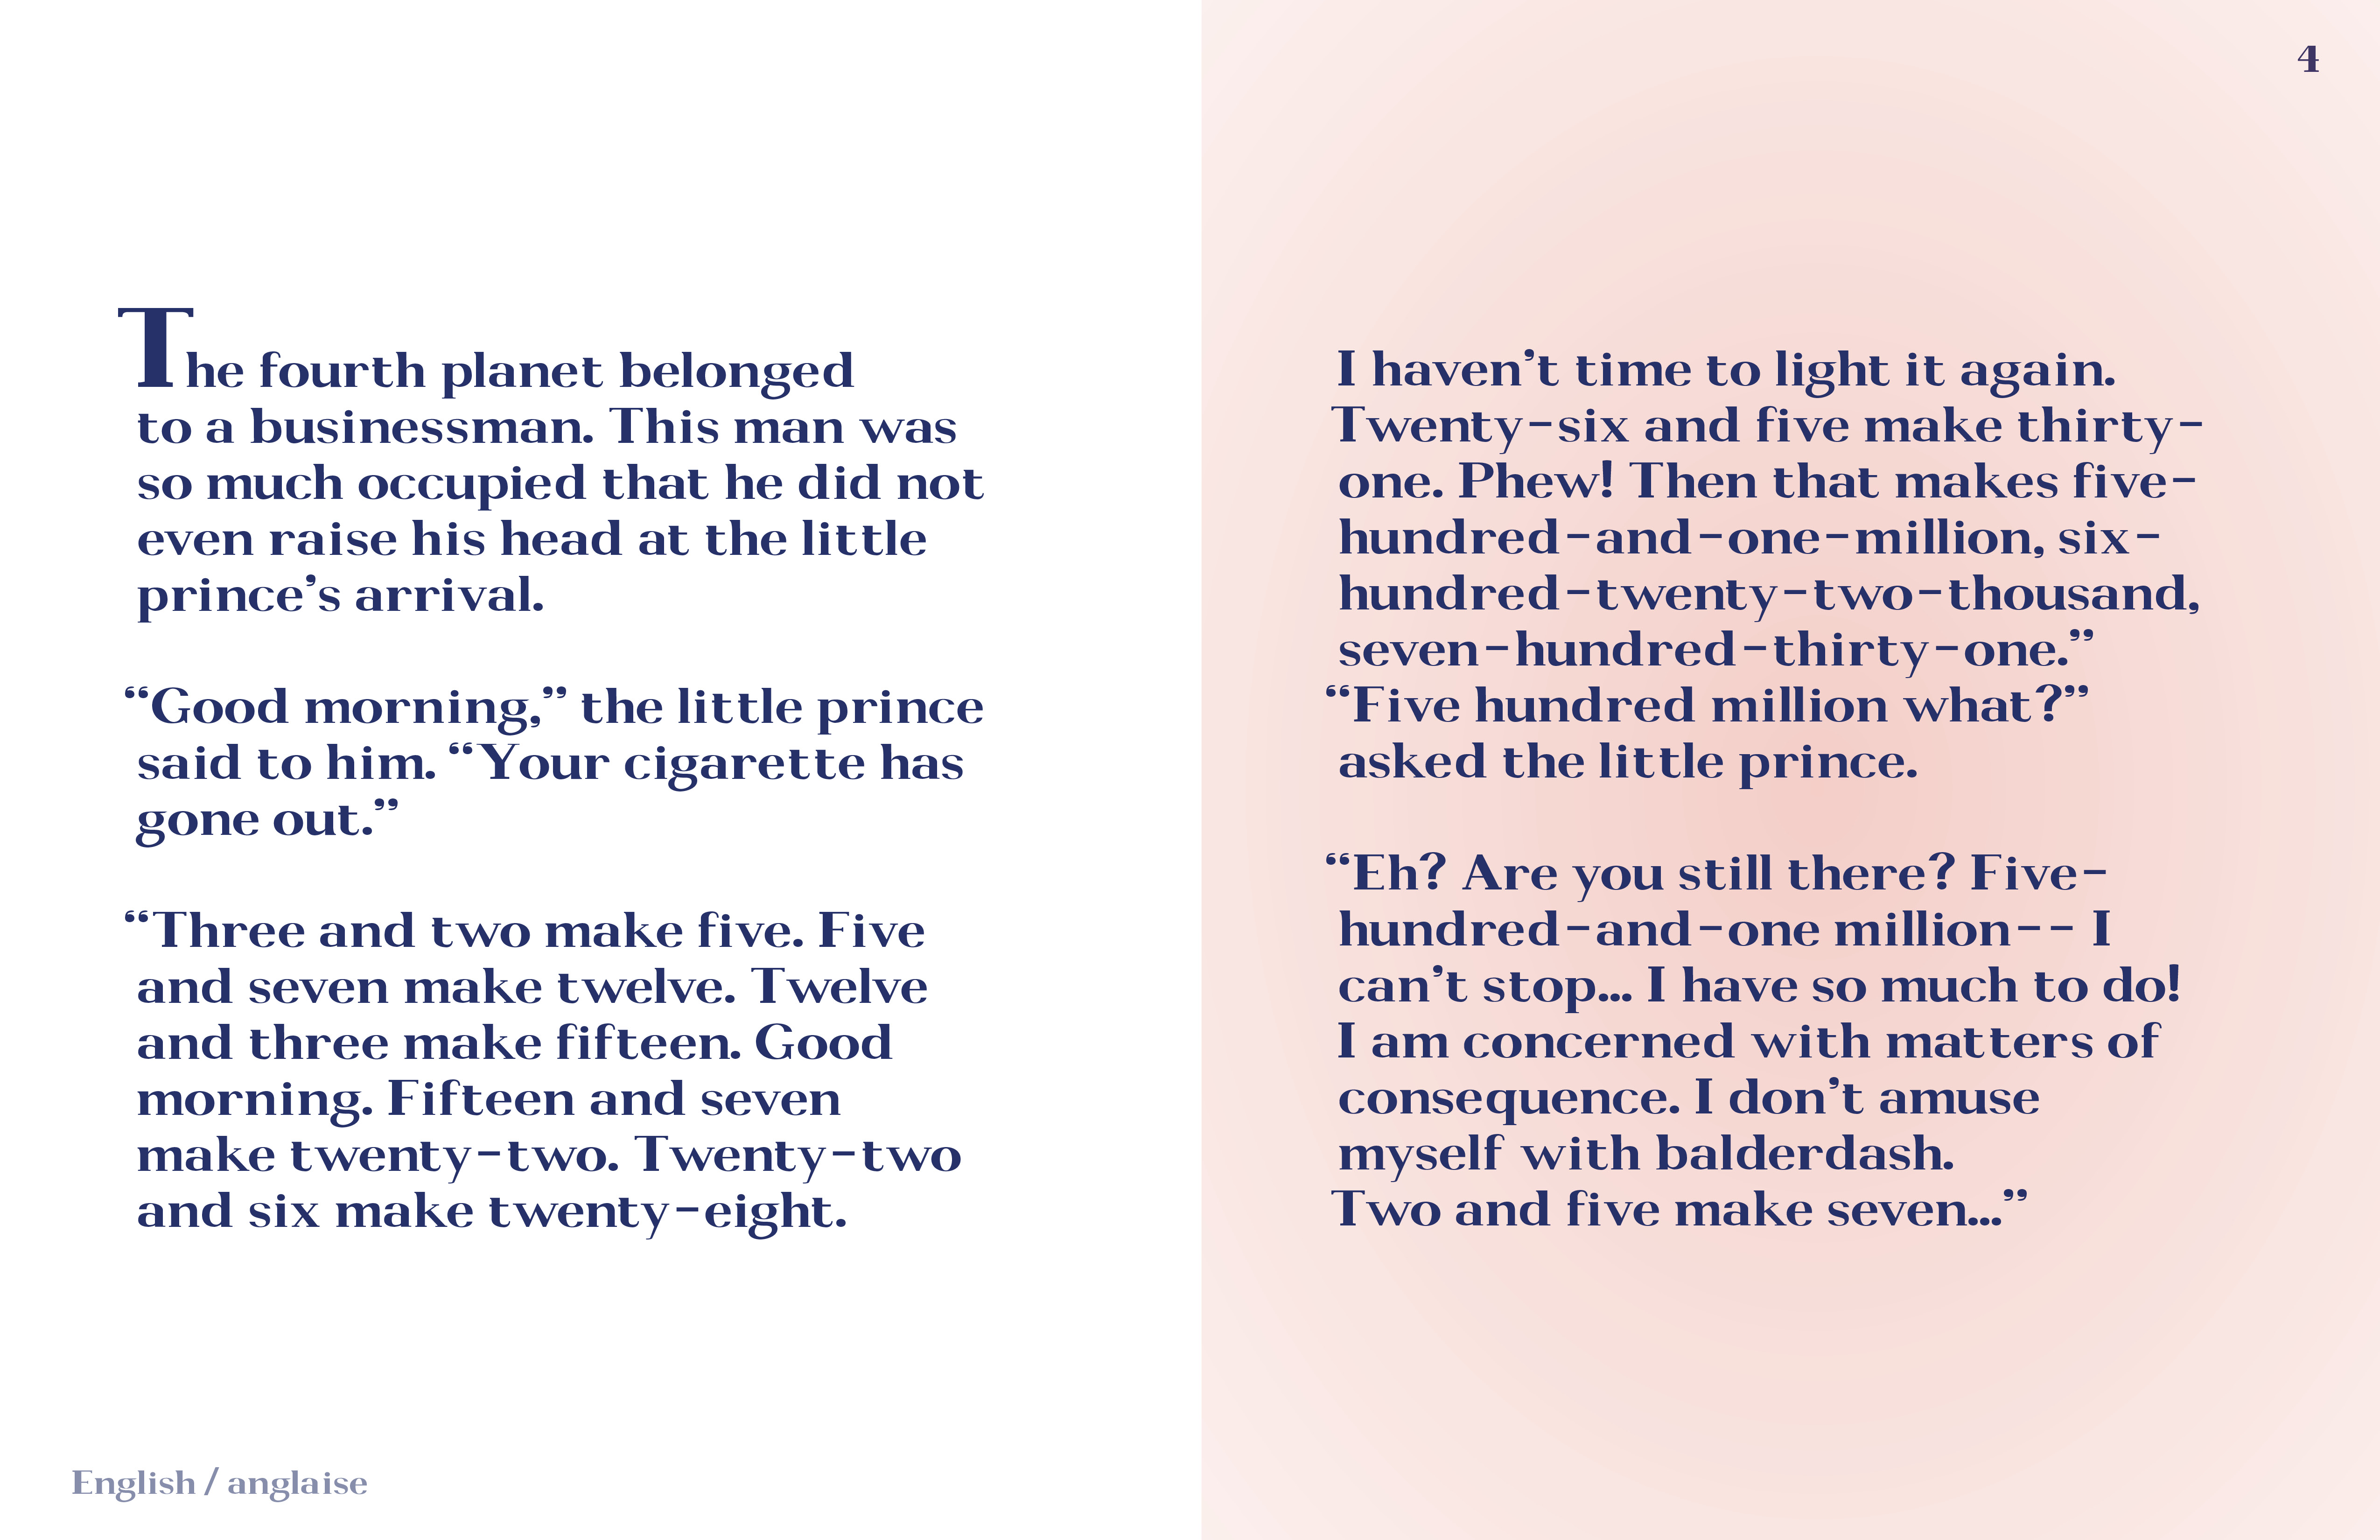 The fourth planet belonged
to a businessman. This man was
so much occupied that he did not
even raise his head at the little
prince’s arrival.
“Good morning,” the little prince
said to him. “Your cigarette has
gone out.”
“Three and two make five. Five
and seven make twelve. Twelve
and three make fifteen. Good
morning. Fifteen and seven
make twenty-two. Twenty-two
and six make twenty-eight.
English / anglaise
4
I haven’t time to light it again.
Twenty-six and five make thirty-
one. Phew! Then that makes five-
hundred-and-one-million, six-
hundred-twenty-two-thousand,
seven-hundred-thirty-one.”
“Five hundred million what?”
asked the little prince.
“Eh? Are you still there? Five-
hundred-and-one million-- I
can’t stop... I have so much to do!
I am concerned with matters of
consequence. I don’t amuse
myself with balderdash.
Two and five make seven...”